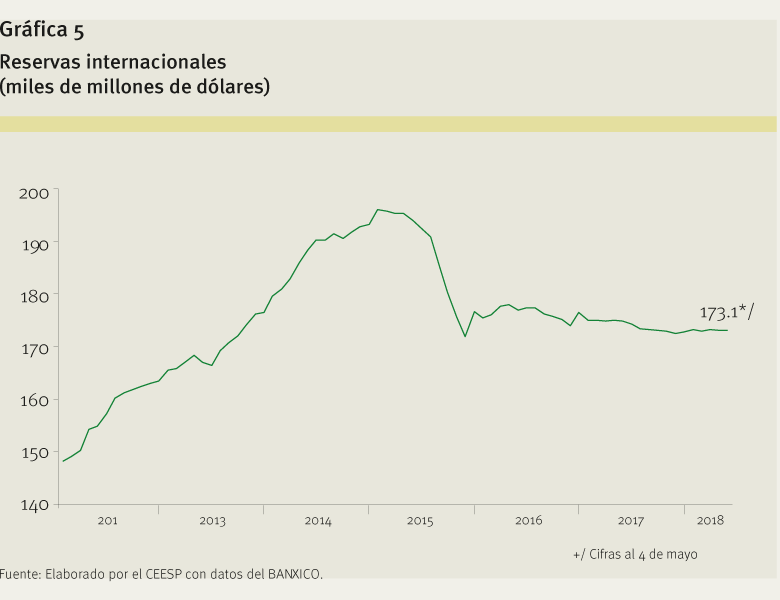 Gráfica 5
Reservas internacionales
(miles de millones de dólares)
200
190
180
170
160
150
140
173.1*/
201 2013 2014 2015 2016 2017 2018
+/ Cifras al 4 de mayo
Fuente: Elaborado por el CEESP con datos del BANXICO.